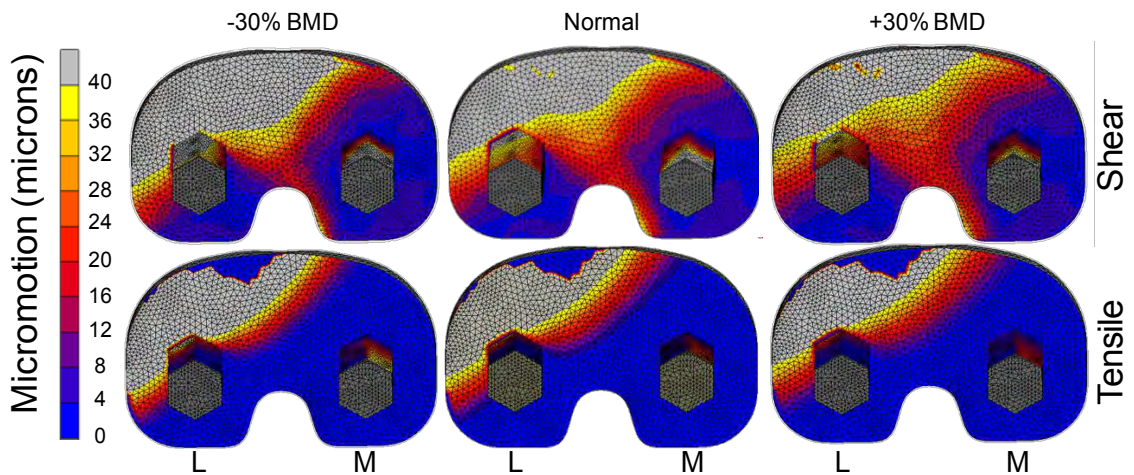 -30% BMD
Normal
+30% BMD
Micromotion (microns)
40
36
32
28
24
20
16
12
8
4
0
Shear
Tensile
L
M
L
M
L
M